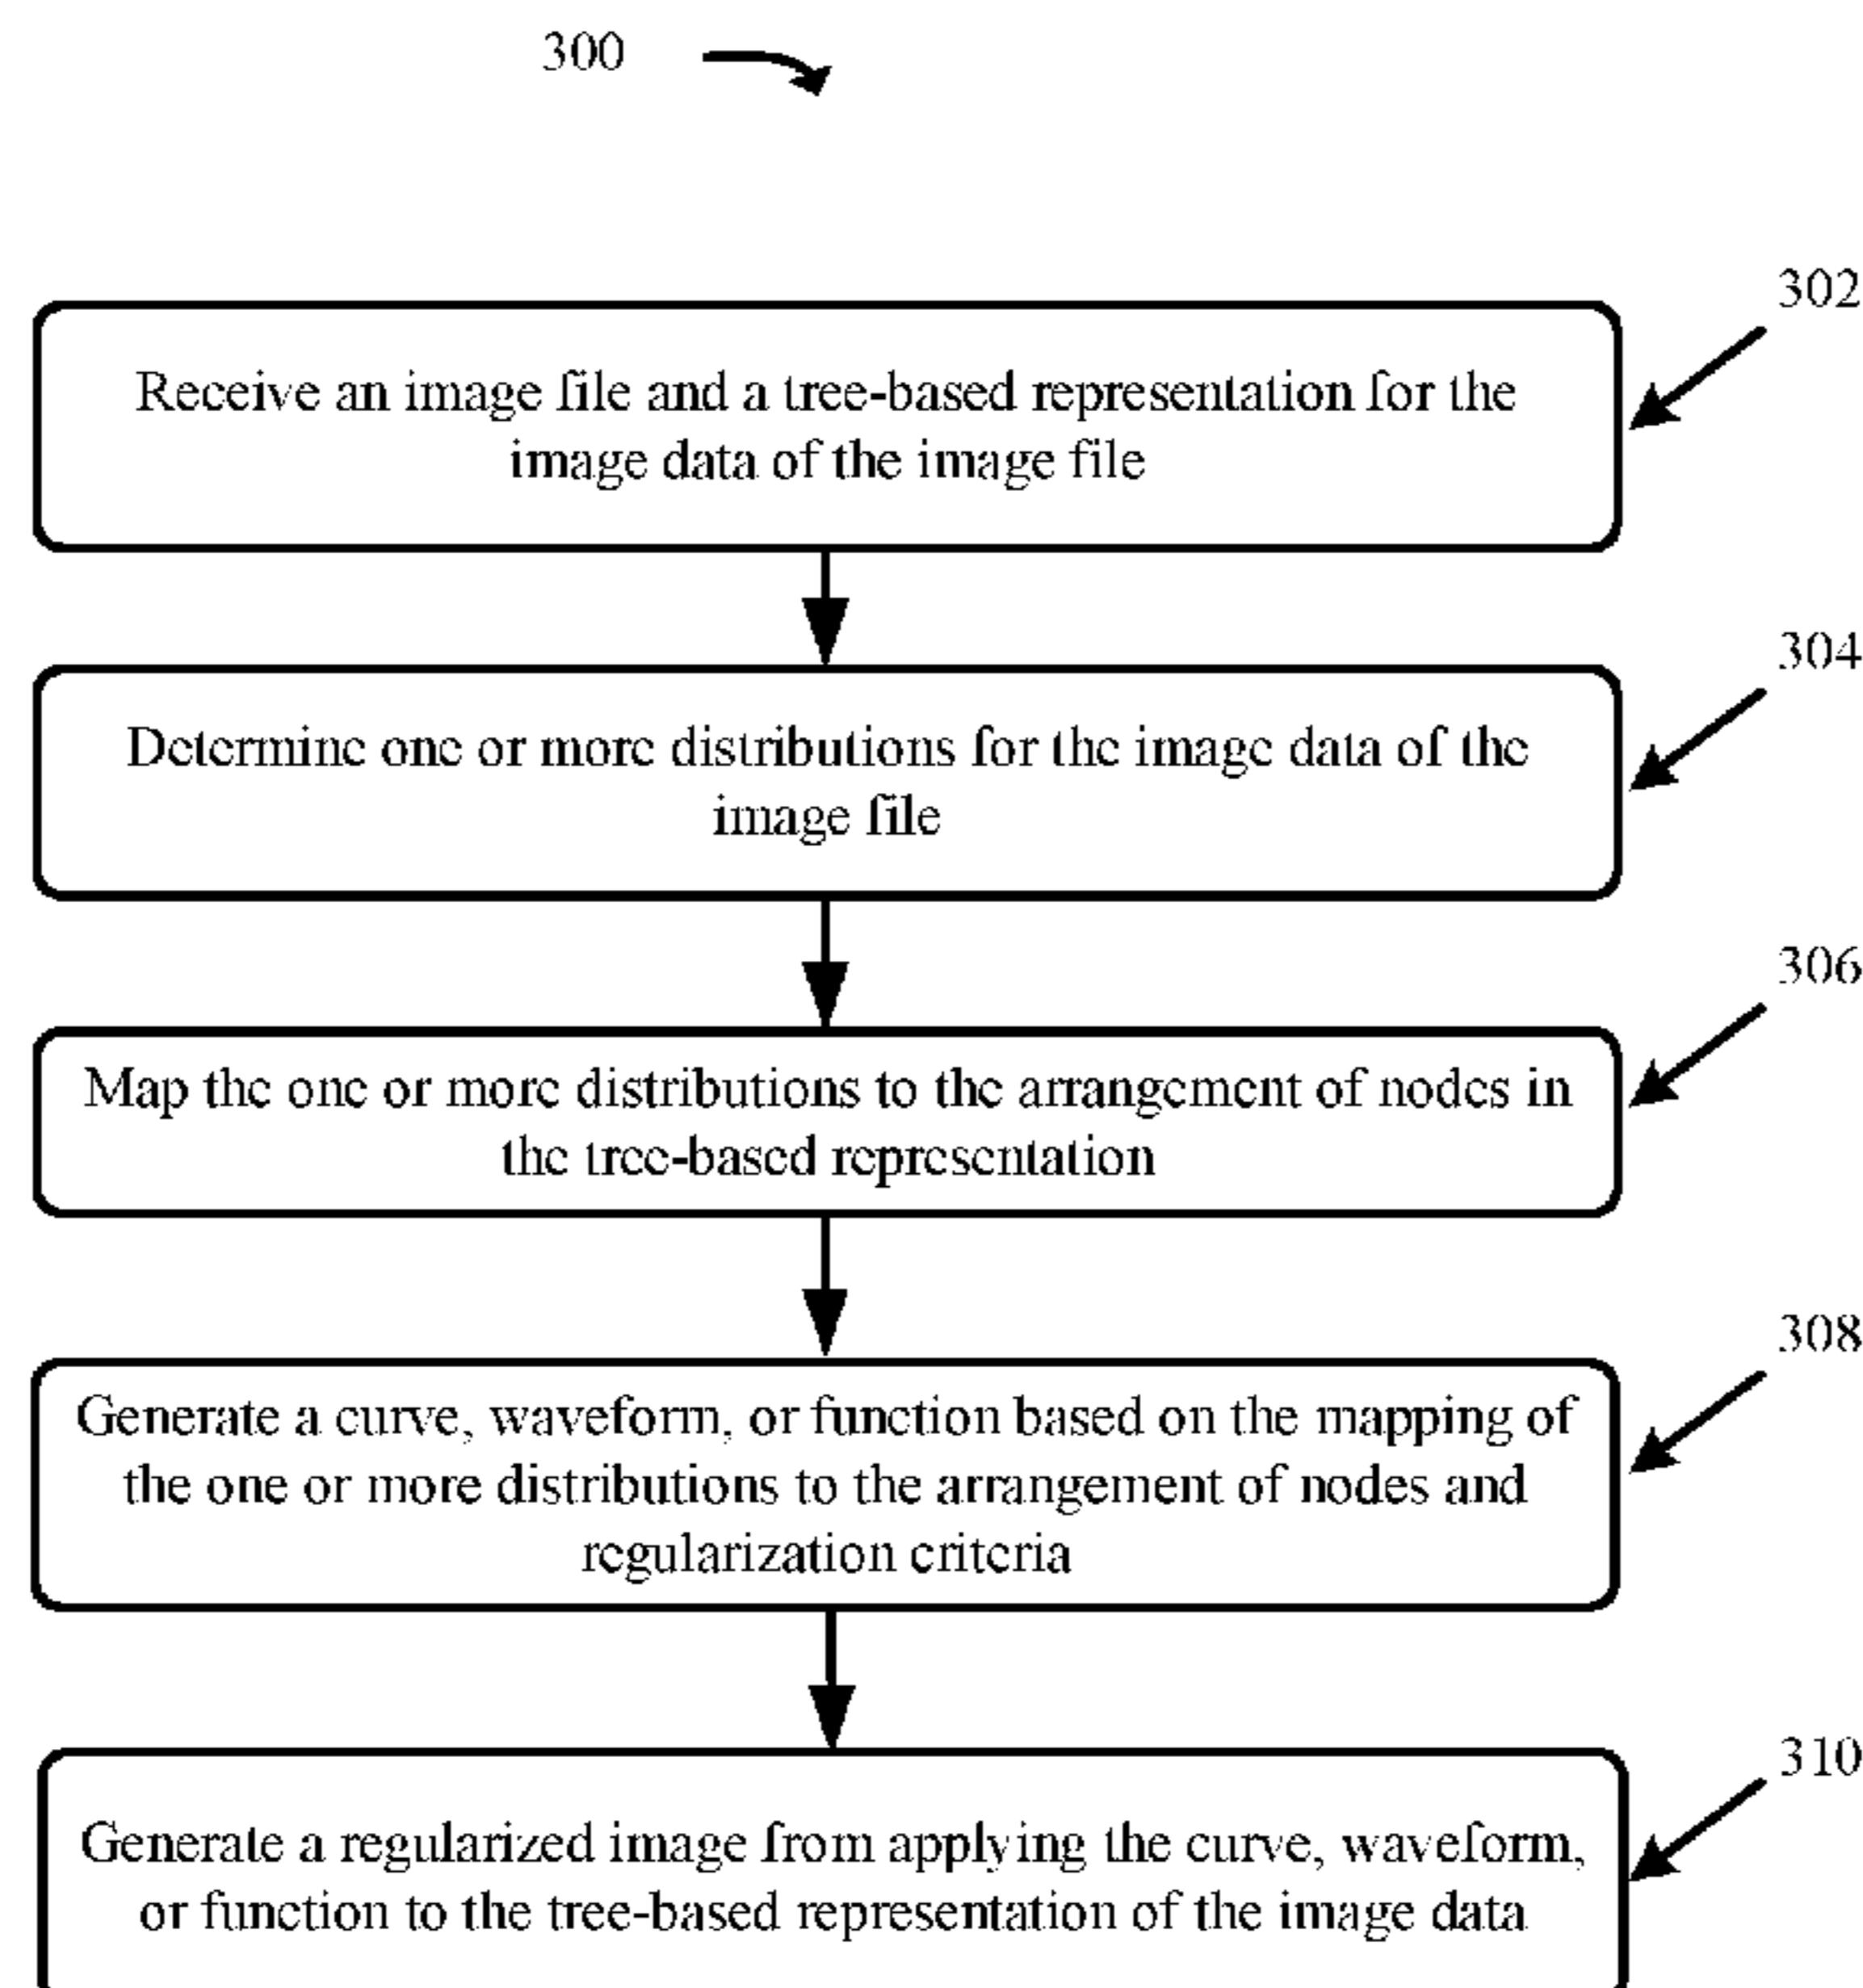 300
302
Receive an image file and a tree-based representation for the
image data of the image file
304
Determine one or more distributions for the image data of the
image file
306
Map the one or more distributions to the arrangement of nodes in
the tree-based representation
308
Generate a curve, waveform, or function based on the mapping of
the one or more distributions to the arrangement of nodes and
regularization criteria
310
Generate a regularized image from applying the curve, waveform,
or function to the tree-based representation of the image data